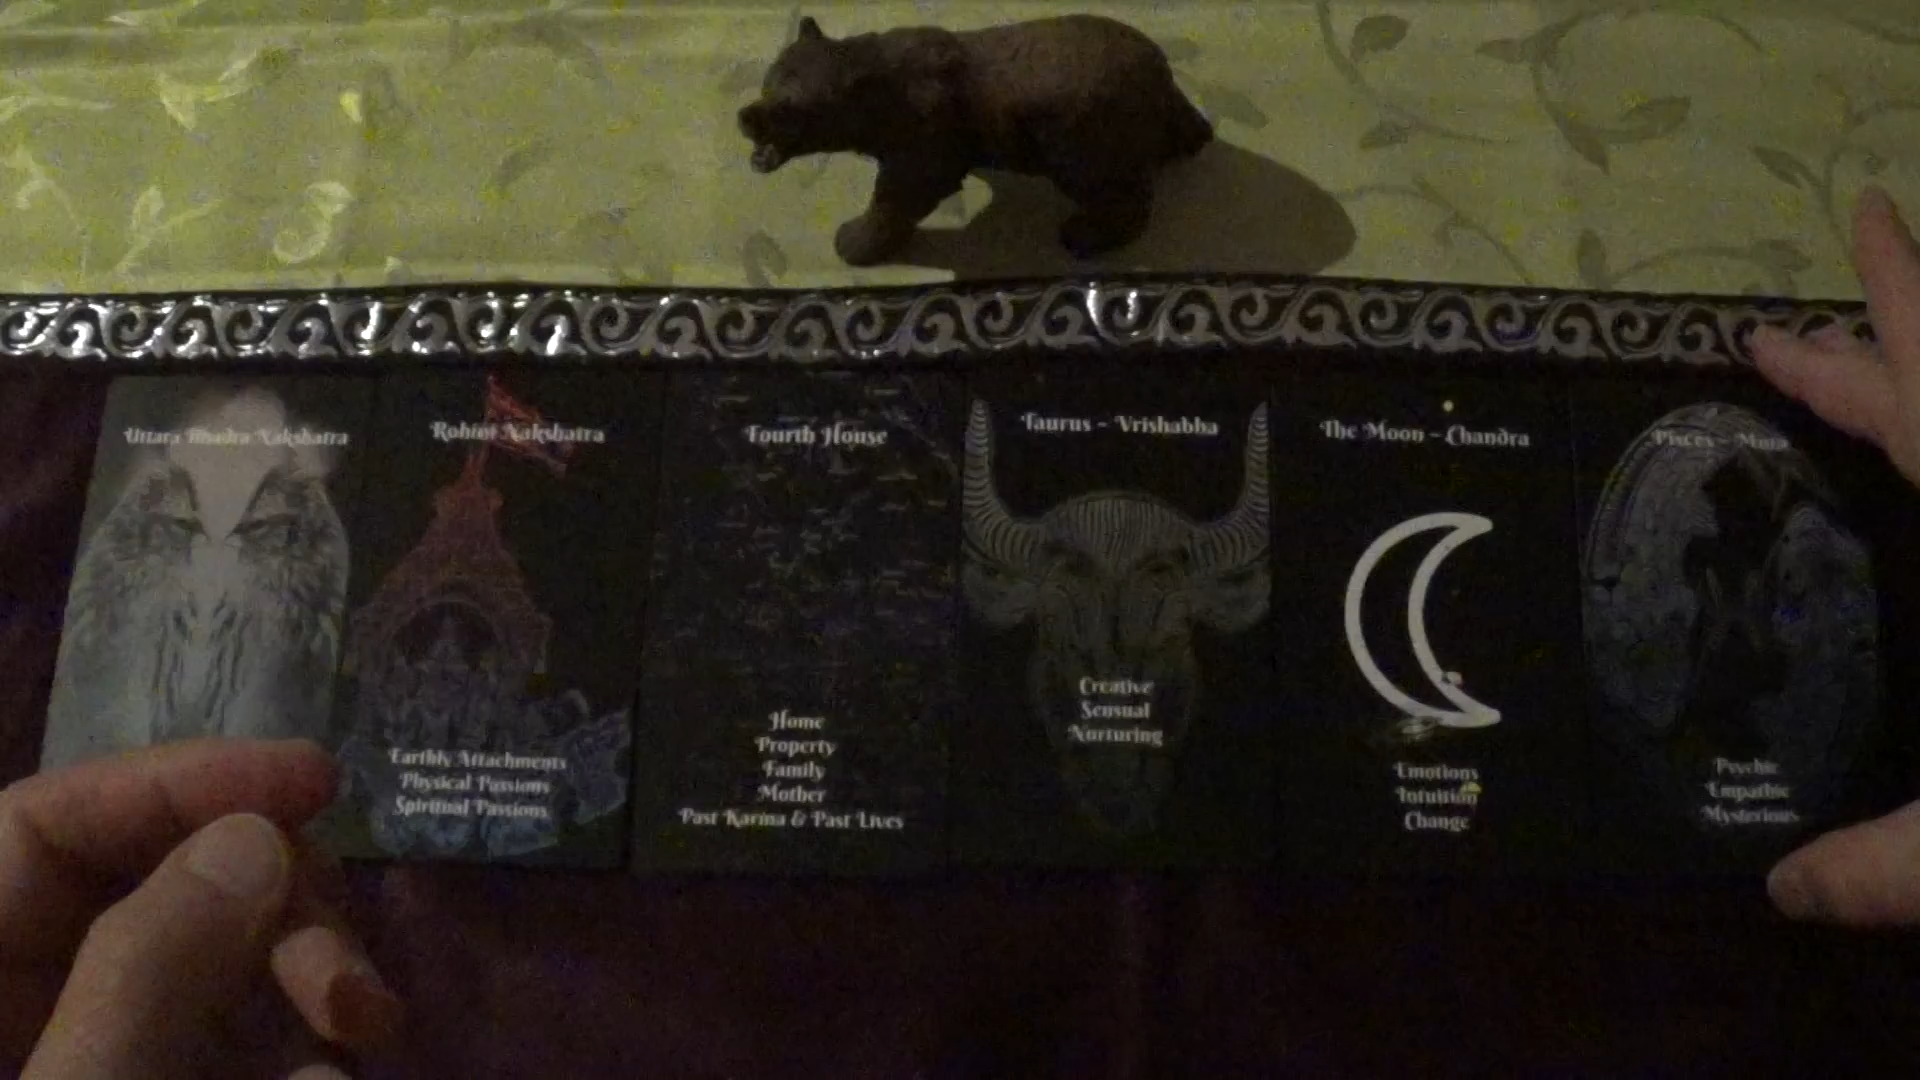 Uttara Bhadra Nakshatra
Rohini Nakshatra
Earthly Attachments
Physical Passions
Spiritual Passions
Fourth House
Home
Property
Family
Mother
Past Karma & Past Lives
Taurus - Vrishabha
Creative
Sensual
Nurturing
The Moon - Chandra
Emotions
Intuition
Change
Pisces - Mina
Psychic
Empathic
Mysterious